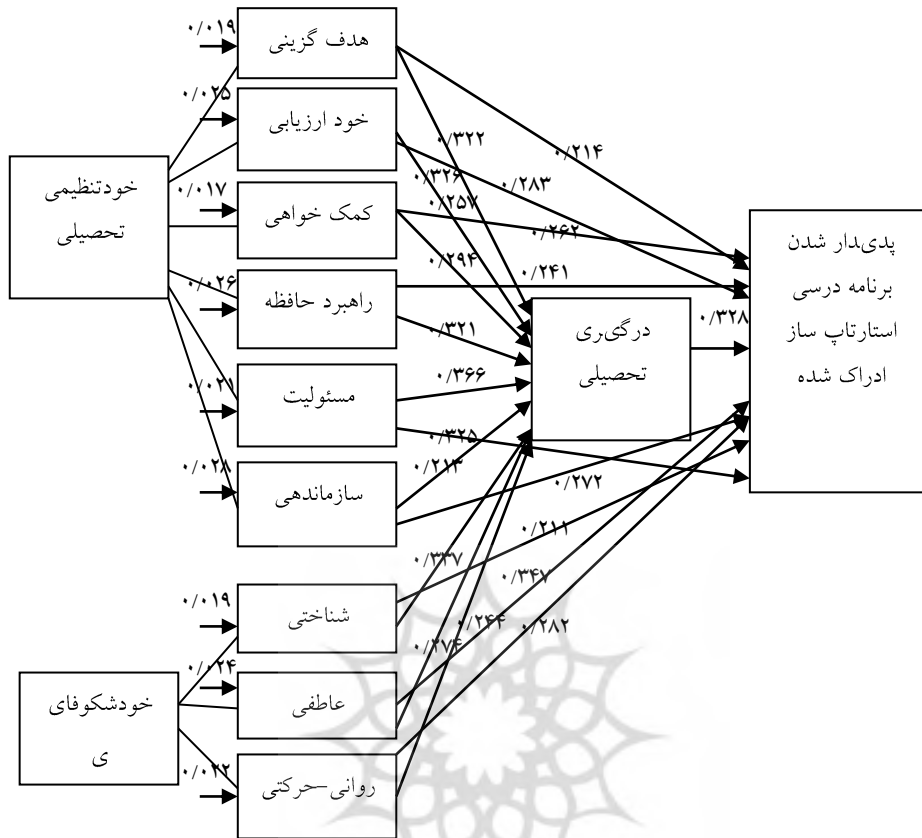 ۰/۰۱۹
هدف گزینی
۰/۰۲۵
خود ارزیابی
۰/۳۲۲
۰/۲۱۴
۰/۳۲۶
۰/۲۸۳
خودتنظیمی
تحصیلی
۰/۰۱۷
کمک خواهی
۰/۲۵۷
۰/۲۶۲
۰/۲۹۴
۰/۲۴۱
پدیدار شدن
برنامه درسی
استارتاپ ساز
ادراک شده
۰/۰۲۶
راهبرد حافظه
۰/۳۲۱
درگیری
تحصیلی
۰/۳۲۸
۰/۰۲۱
مسئولیت
۰/۳۶۶
۰/۳۲۵
۰/۰۲۸
سازماندهی
۰/۲۱۳
۰/۲۷۲
۰/۲۱۱
۰/۳۳۷
۰/۳۴۷
۰/۰۱۹
شناختی
۰/۲۴۴
۰/۲۸۲
۰/۲۷۴
۰/۰۲۴
عاطفی
خودشکوفای
ی
۰/۰۲۲
روانی-حرکتی